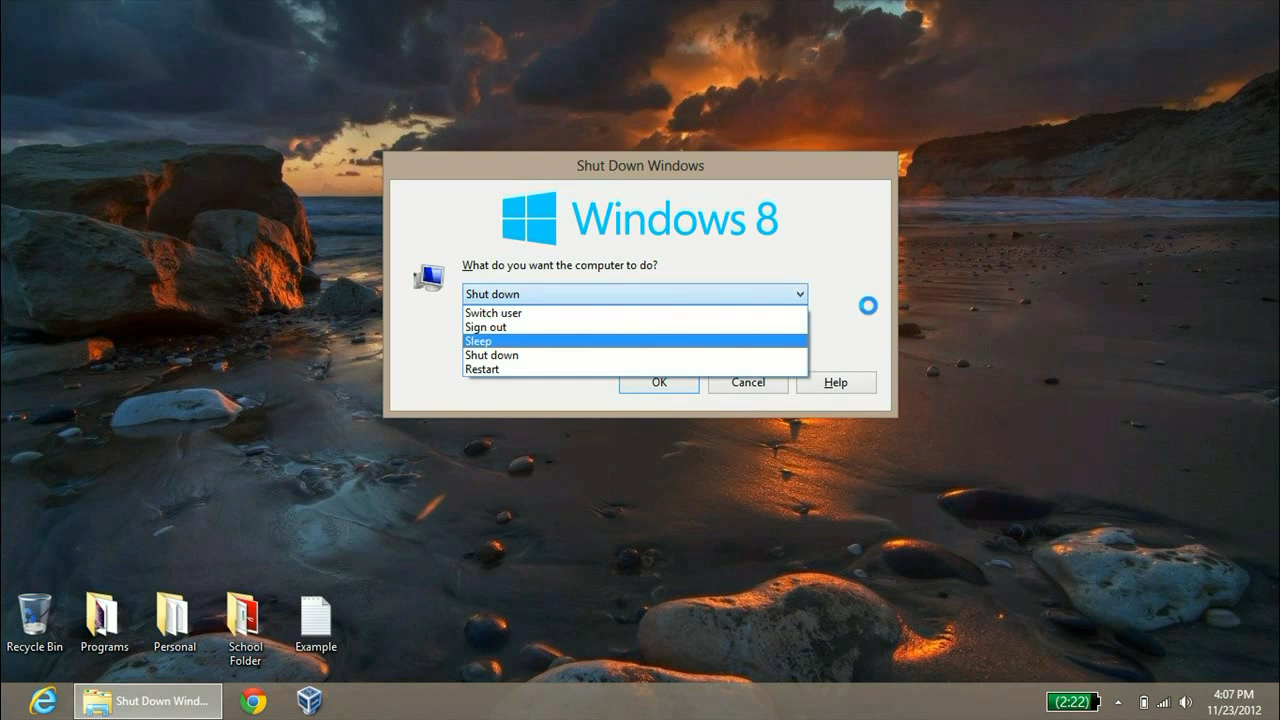 Shut Down Windows
Windows 8
What do you want the computer to do?
Shut down
Switch user
Sign out
Sleep
Shut down
Restart
OK Cancel Help
Recycle Bin Programs Personal School Folder Example
Shut Down Wind...
(2:22)
4:07 PM
11/23/2012